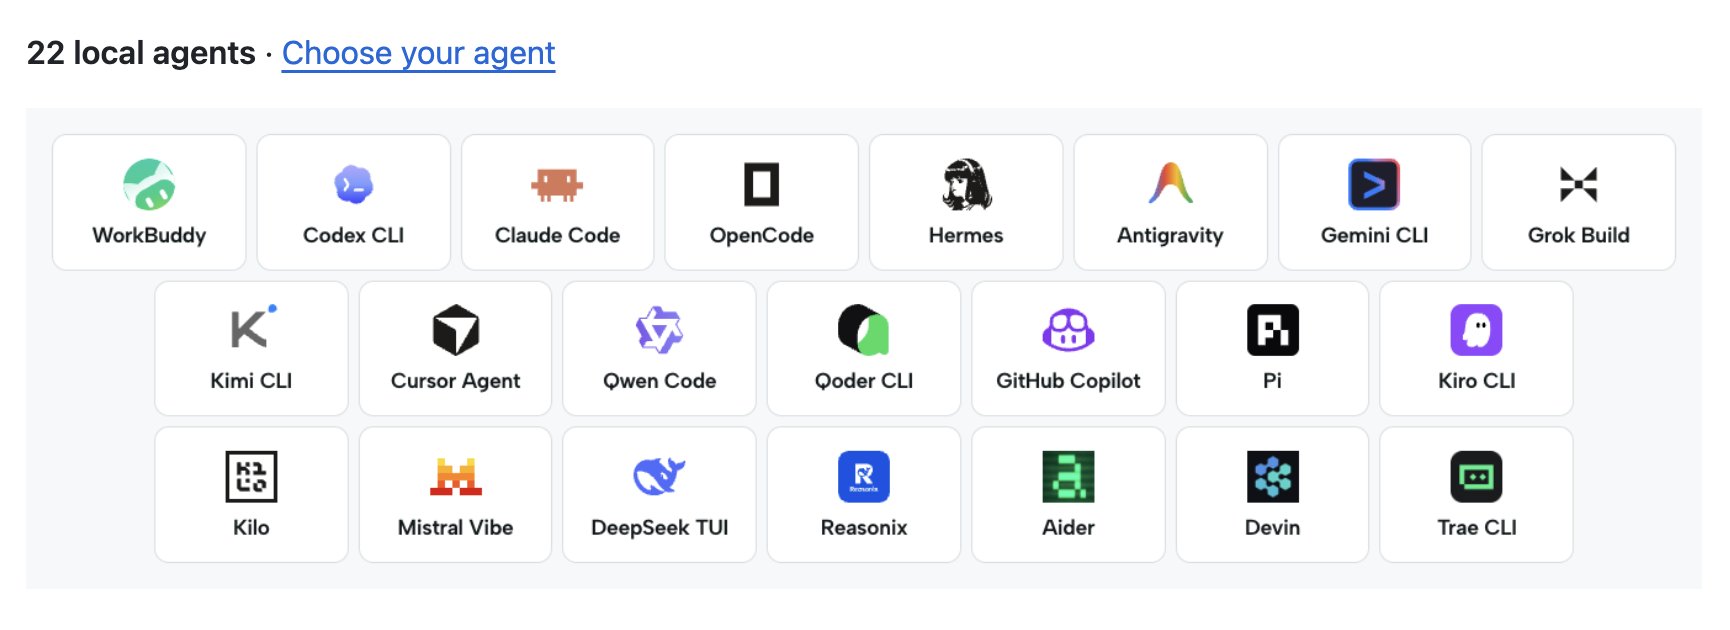 22 local agents · Choose your agent
WorkBuddy Codex CLI Claude Code OpenCode Hermes Antigravity Gemini CLI Grok Build
Kimi CLI Cursor Agent Qwen Code Qoder CLI GitHub Copilot Pi Kiro CLI
Kilo Mistral Vibe DeepSeek TUI Reasonix Aider Devin Trae CLI